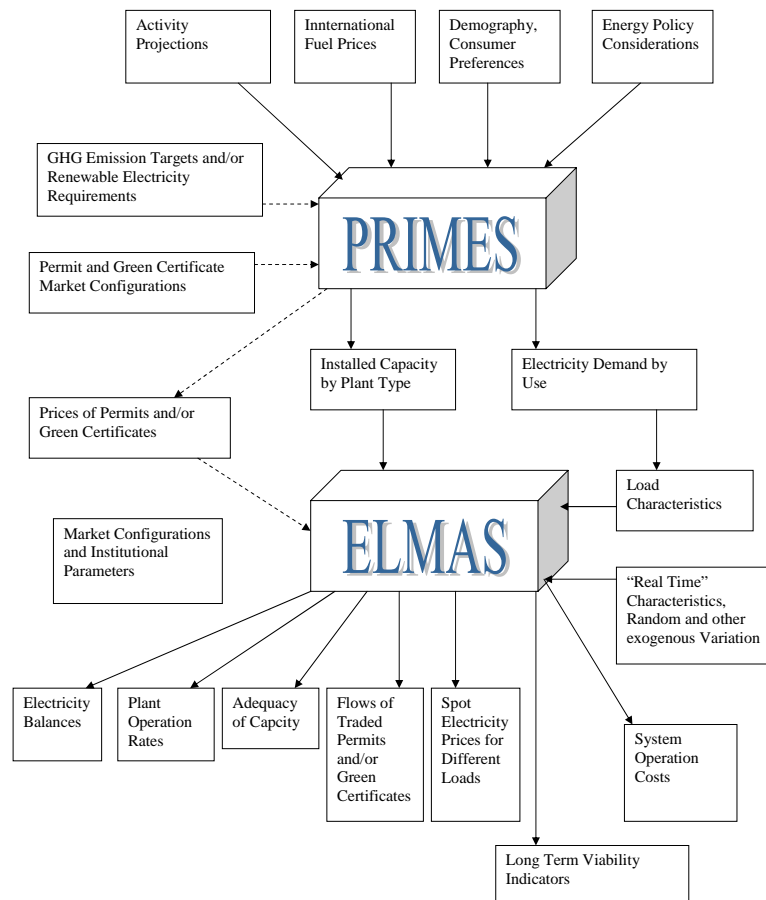 Activity
Projections
Innternational
Fuel Prices
Demography,
Consumer
Preferences
Energy Policy
Considerations
GHG Emission Targets and/or
Renewable Electricity
Requirements
PRIMES
Permit and Green Certificate
Market Configurations
Installed Capacity
by Plant Type
Electricity Demand by
Use
Prices of Permits and/or
Green Certificates
Load
Characteristics
Market Configurations
and Institutional
Parameters
ELMAS
“Real Time”
Characteristics,
Random and other
exogenous Variation
Electricity
Balances
Plant
Operation
Rates
Adequacy
of Capcity
Flows of
Traded
Permits
and/or
Green
Certificates
Spot
Electricity
Prices for
Different
Loads
System
Operation
Costs
Long Term Viability
Indicators